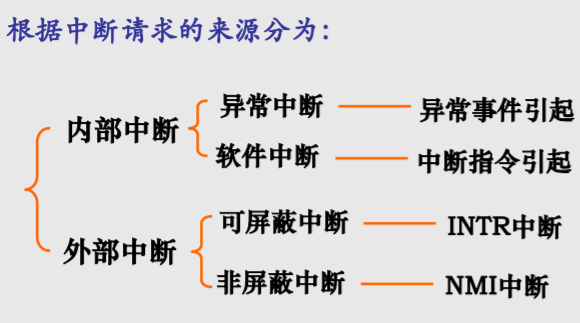 根据中断请求的来源分为：
内部中断
异常中断 异常事件引起
软件中断 中断指令引起
外部中断
可屏蔽中断 INTR中断
非屏蔽中断 NMI中断